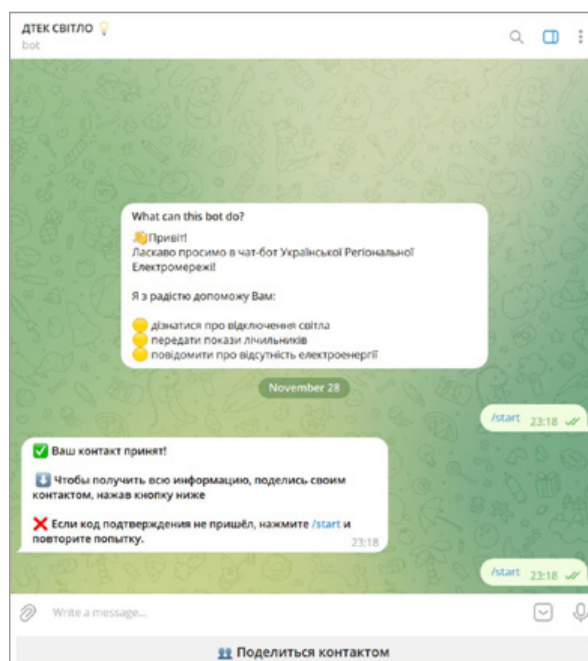 ДТЕК СВІТЛО
bot
What can this bot do?
Привіт!
Ласкаво просимо в чат-бот Української Регіональної
Електромережі!
Я з радістю допоможу Вам:
дізнатися про відключення світла
передати покази лічильників
повідомити про відсутність електроенергії
November 28
/start 23:18
Ваш контакт принят!
Чтобы получить всю информацию, поделись своим
контактом, нажав кнопку ниже
Если код подтверждения не пришёл, нажмите /start и
повторите попытку.
23:18
/start 23:18
Write a message...
Поделиться контактом